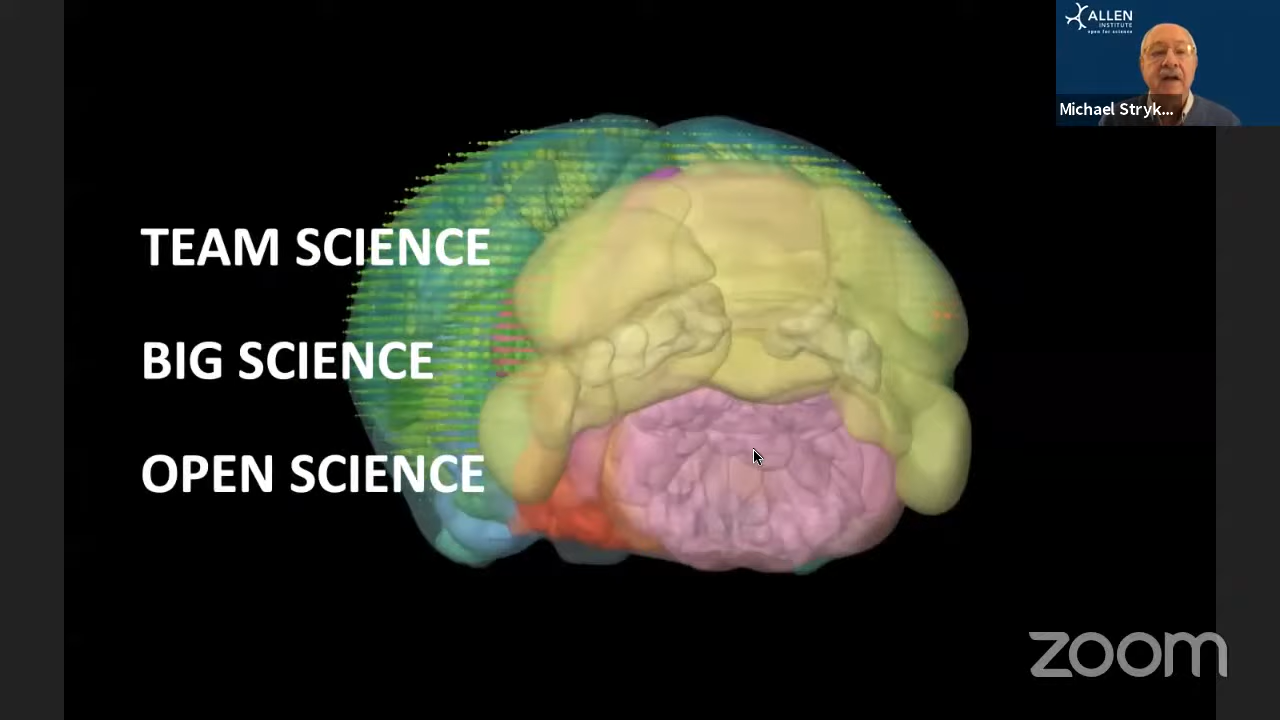 ALLEN
INSTITUTE
open for science
Michael Stryk...
TEAM SCIENCE
BIG SCIENCE
OPEN SCIENCE
zoom